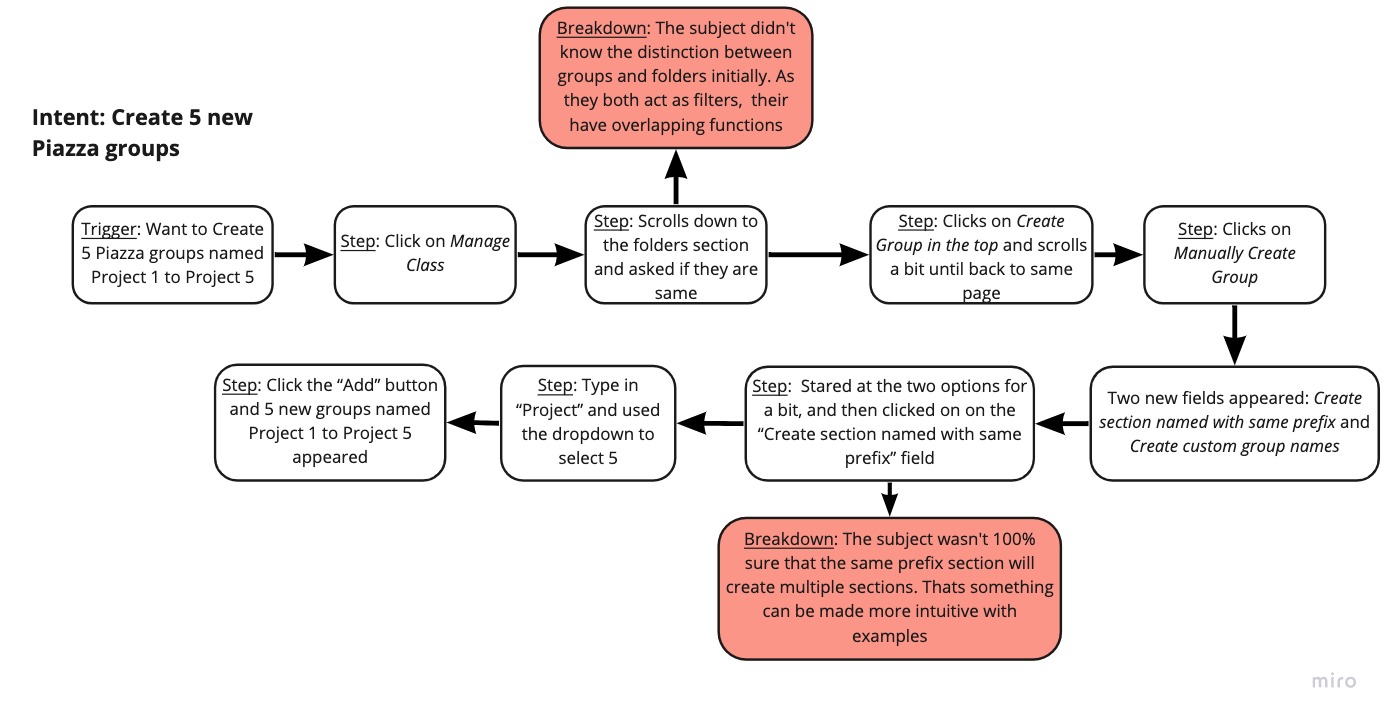 Breakdown: The subject didn't
know the distinction between
groups and folders initially. As
they both act as filters,  their
have overlapping functions
Intent: Create 5 new
Piazza groups
Trigger: Want to Create
5 Piazza groups named
Project 1 to Project 5
Step: Click on Manage
Class
Step: Scrolls down to
the folders section
and asked if they are
same
Step: Clicks on Create
Group in the top and scrolls
a bit until back to same
page
Step: Clicks on
Manually Create
Group
Two new fields appeared: Create
section named with same prefix and
Create custom group names
Step:  Stared at the two options for
a bit, and then clicked on on the
“Create section named with same
prefix” field
Step: Type in
“Project” and used
the dropdown to
select 5
Step: Click the “Add” button
and 5 new groups named
Project 1 to Project 5
appeared
Breakdown: The subject wasn't 100%
sure that the same prefix section will
create multiple sections. Thats something
can be made more intuitive with
examples
miro